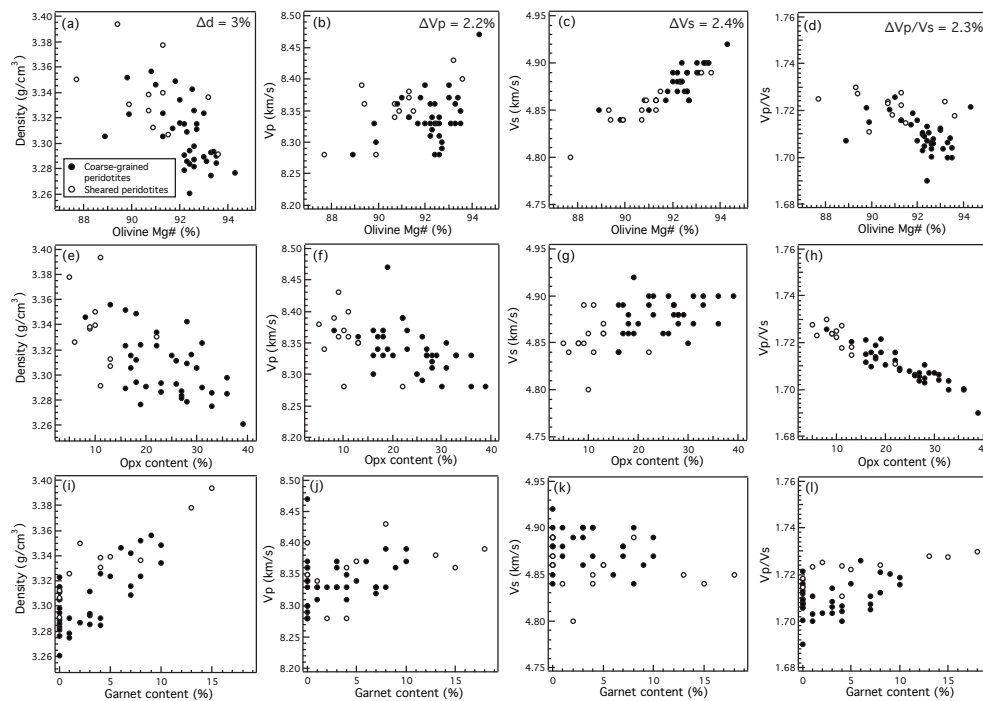 (a) Δd = 3%
3.40
3.38
3.36
3.34
3.32
3.30
3.28
3.26
Density (g/cm³)
Coarse-grained
peridotites
Sheared peridotites
88 90 92 94
Olivine Mg# (%)
(b) ΔVp = 2.2%
8.50
8.45
8.40
8.35
8.30
8.25
8.20
Vp (km/s)
88 90 92 94
Olivine Mg# (%)
(c) ΔVs = 2.4%
4.95
4.90
4.85
4.80
4.75
Vs (km/s)
88 90 92 94
Olivine Mg# (%)
(d) ΔVp/Vs = 2.3%
1.76
1.74
1.72
1.70
1.68
Vp/Vs
88 90 92 94
Olivine Mg# (%)
(e)
3.40
3.38
3.36
3.34
3.32
3.30
3.28
3.26
Density (g/cm³)
0 10 20 30 40
Opx content (%)
(f)
8.50
8.45
8.40
8.35
8.30
8.25
8.20
Vp (km/s)
0 10 20 30 40
Opx content (%)
(g)
4.95
4.90
4.85
4.80
4.75
Vs (km/s)
0 10 20 30 40
Opx content (%)
(h)
1.76
1.74
1.72
1.70
1.68
Vp/Vs
0 10 20 30 40
Opx content (%)
(i)
3.40
3.38
3.36
3.34
3.32
3.30
3.28
3.26
Density (g/cm³)
0 5 10 15
Garnet content (%)
(j)
8.50
8.45
8.40
8.35
8.30
8.25
8.20
Vp (km/s)
0 5 10 15
Garnet content (%)
(k)
4.95
4.90
4.85
4.80
4.75
Vs (km/s)
0 5 10 15
Garnet content (%)
(l)
1.76
1.74
1.72
1.70
1.68
Vp/Vs
0 5 10 15
Garnet content (%)